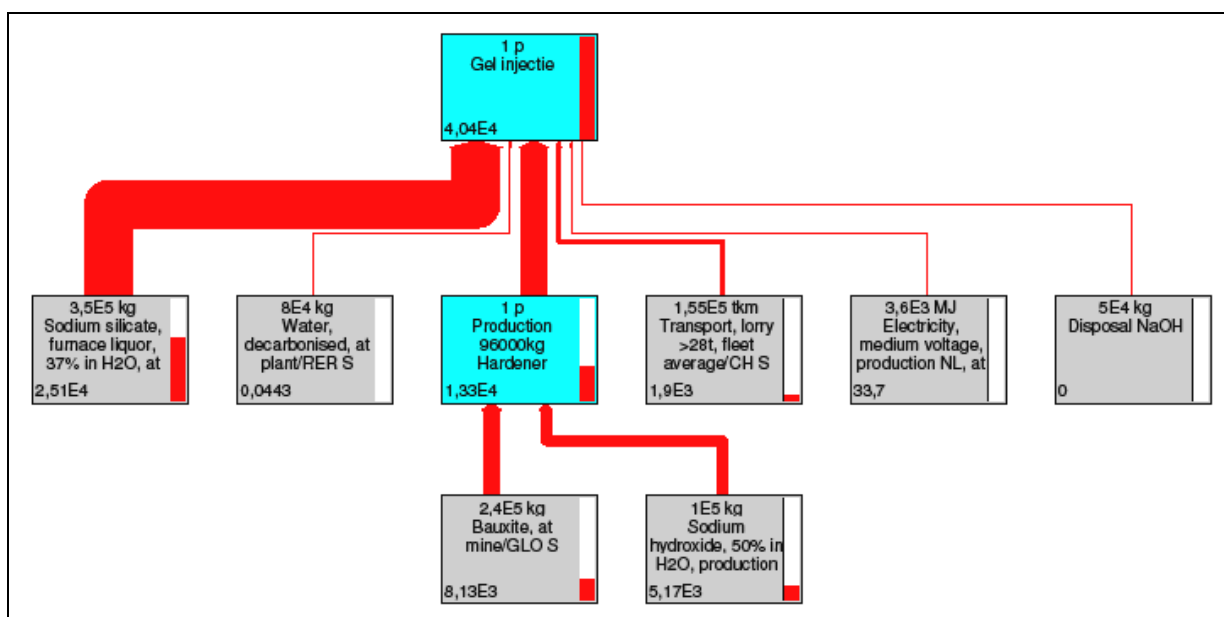 1 p
Gel injectie
4,04E4
3,5E5 kg
Sodium silicate,
furnace liquor,
37% in H2O, at
2,51E4
8E4 kg
Water,
decarbonised, at
plant/RER S
0,0443
1 p
Production
96000kg
Hardener
1,33E4
1,55E5 tkm
Transport, lorry
>28t, fleet
average/CH S
1,9E3
3,6E3 MJ
Electricity,
medium voltage,
production NL, at
33,7
5E4 kg
Disposal NaOH
0
2,4E5 kg
Bauxite, at
mine/GLO S
8,13E3
1E5 kg
Sodium
hydroxide, 50% in
H2O, production
5,17E3